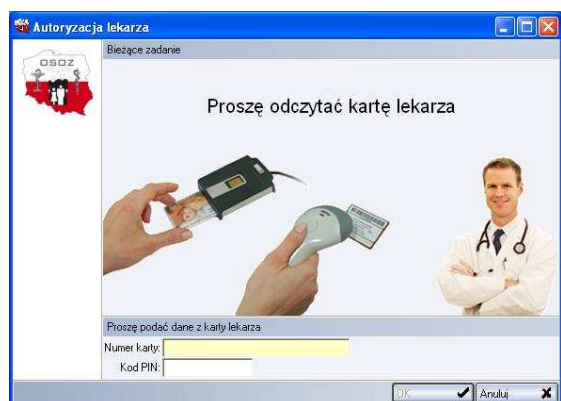 Autoryzacja lekarza
OSOZ
Bieżące zadanie
Proszę odczytać kartę lekarza
Proszę podać dane z karty lekarza
Numer karty:
Kod PIN:
OK
Anuluj